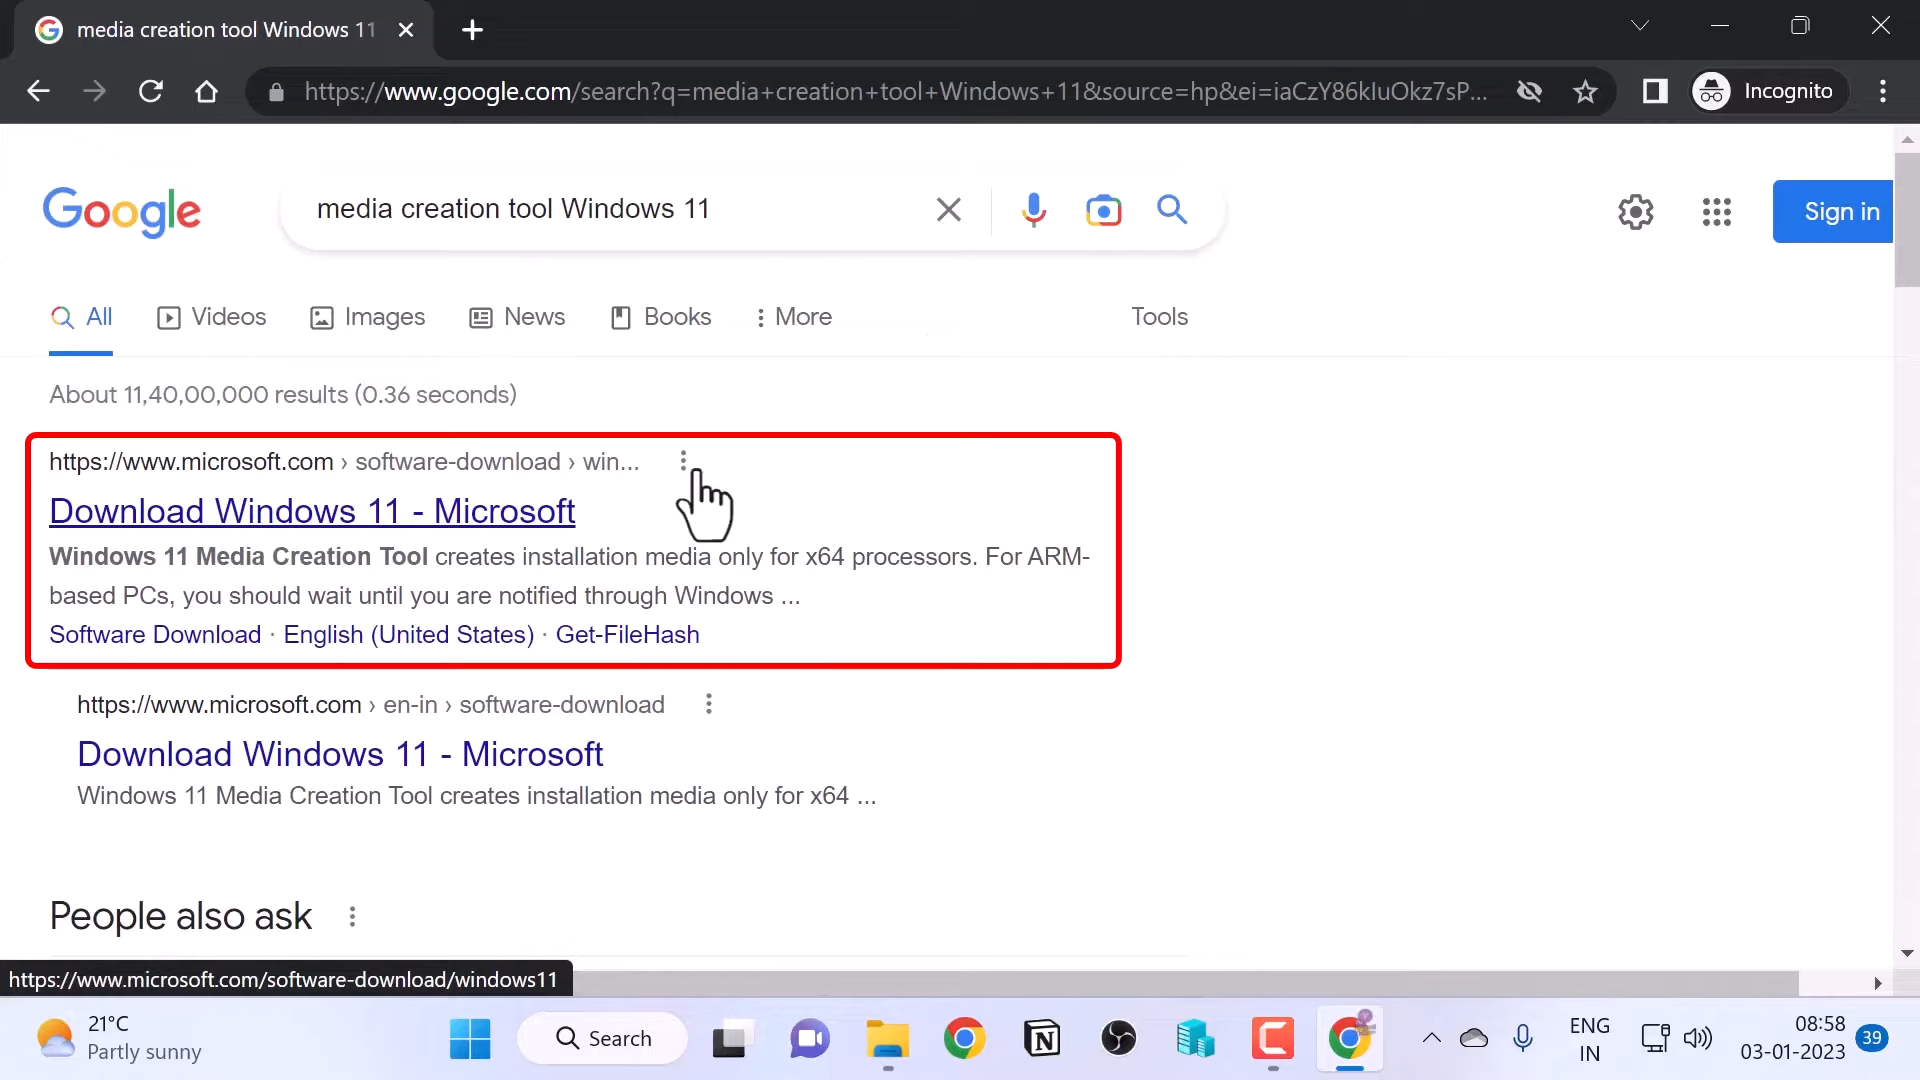 media creation tool Windows 11
https://www.google.com/search?q=media+creation+tool+Windows+11&source=hp&ei=iaCzY86kIuOkz7sP...
Incognito
Google
media creation tool Windows 11
Sign in
All
Videos
Images
News
Books
More
Tools
About 11,40,00,000 results (0.36 seconds)
https://www.microsoft.com › software-download › win...
Download Windows 11 - Microsoft
Windows 11 Media Creation Tool creates installation media only for x64 processors. For ARM-
based PCs, you should wait until you are notified through Windows ...
Software Download · English (United States) · Get-FileHash
https://www.microsoft.com › en-in › software-download
Download Windows 11 - Microsoft
Windows 11 Media Creation Tool creates installation media only for x64 ...
People also ask
https://www.microsoft.com/software-download/windows11
21°C
Partly sunny
Search
ENG
IN
08:58
03-01-2023
39